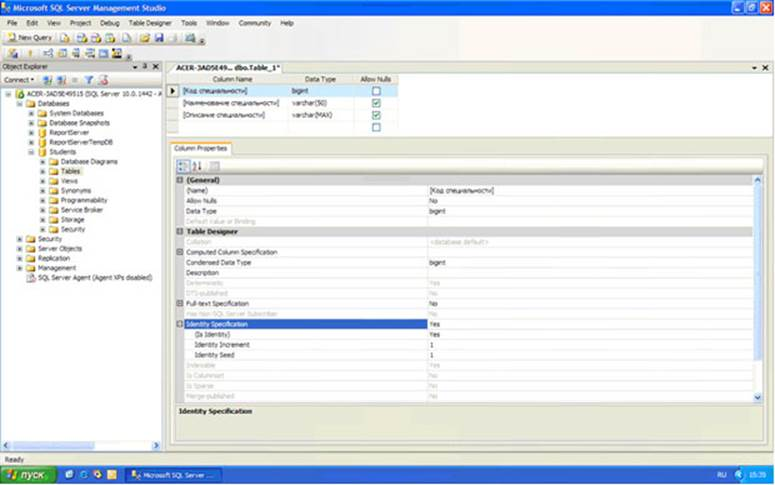 Microsoft SQL Server Management Studio
File Edit View Project Debug Table Designer Tools Window Community Help
New Query
Object Explorer
Connect
ACER-JAD5E49515 (SQL Server 10.0.1442 - A
Databases
System Databases
Database Snapshots
ReportServer
ReportServerTempDB
Students
Database Diagrams
Tables
Views
Synonyms
Programmability
Service Broker
Storage
Security
Security
Server Objects
Replication
Management
SQL Server Agent (Agent XPs disabled)
ACER-JAD5E49... dbo.Table_1*
Column Name Data Type Allow Nulls
[Код специальности] bigint
[Наименование специальности] varchar(50)
[Описание специальности] varchar(MAX)
Column Properties
(General)
(Name) [Код специальности]
Allow Nulls No
Data Type bigint
Default Value or Binding
Table Designer
Collation <database default>
Computed Column Specification
Condensed Data Type bigint
Description
Deterministic Yes
DTS-published No
Full-text Specification No
Has Non-SQL Server Subscriber No
Identity Specification Yes
(Is Identity) Yes
Identity Increment 1
Identity Seed 1
Indexable Yes
Is Columnset No
Is Sparse No
Merge-published No
Identity Specification
Ready
пуск
Microsoft SQL Server ...
RU
15:35